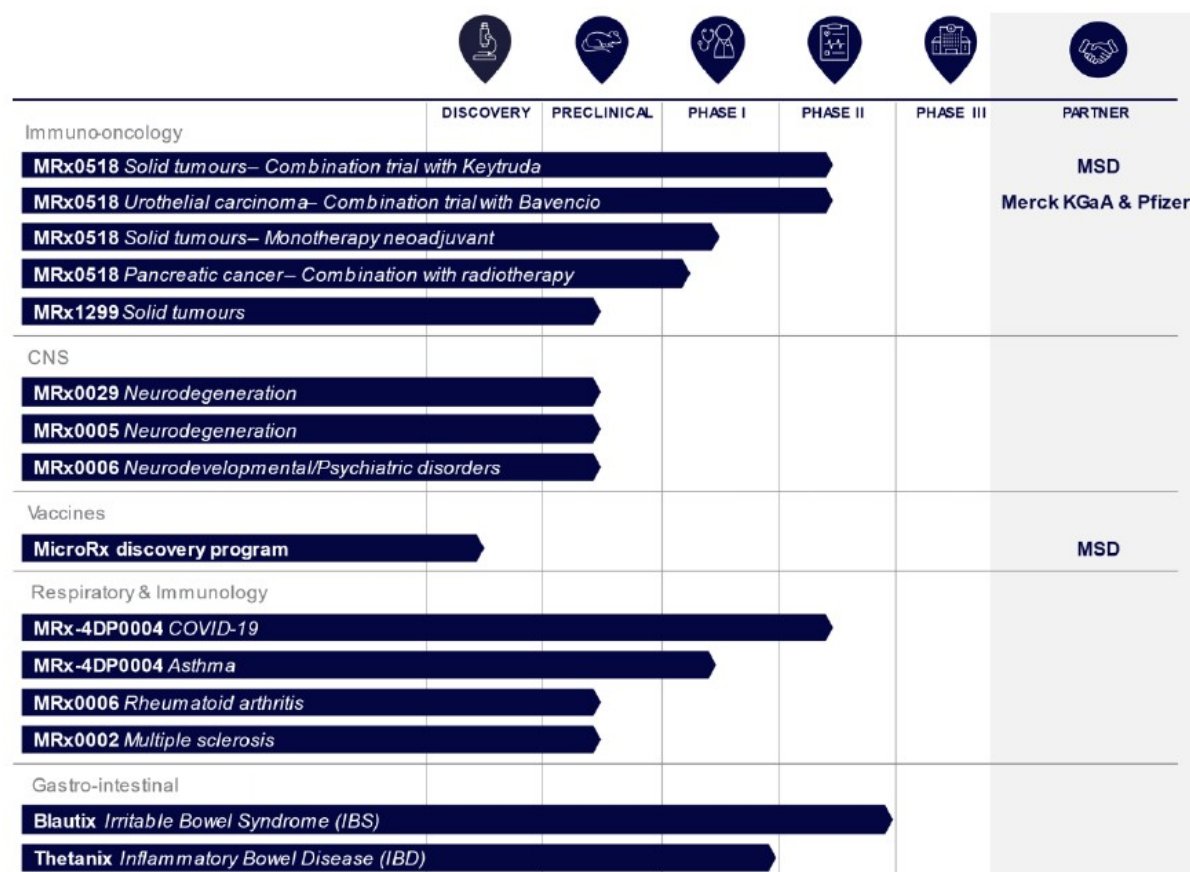 DISCOVERY PRECLINICAL PHASE I PHASE II PHASE III PARTNER
Immuno-oncology
MRx0518 Solid tumours– Combination trial with Keytruda MSD
MRx0518 Urothelial carcinoma– Combination trial with Bavencio Merck KGaA & Pfizer
MRx0518 Solid tumours– Monotherapy neoadjuvant
MRx0518 Pancreatic cancer– Combination with radiotherapy
MRx1299 Solid tumours
CNS
MRx0029 Neurodegeneration
MRx0005 Neurodegeneration
MRx0006 Neurodevelopmental/Psychiatric disorders
Vaccines
MicroRx discovery program MSD
Respiratory & Immunology
MRx-4DP0004 COVID-19
MRx-4DP0004 Asthma
MRx0006 Rheumatoid arthritis
MRx0002 Multiple sclerosis
Gastro-intestinal
Blautix Irritable Bowel Syndrome (IBS)
Thetanix Inflammatory Bowel Disease (IBD)